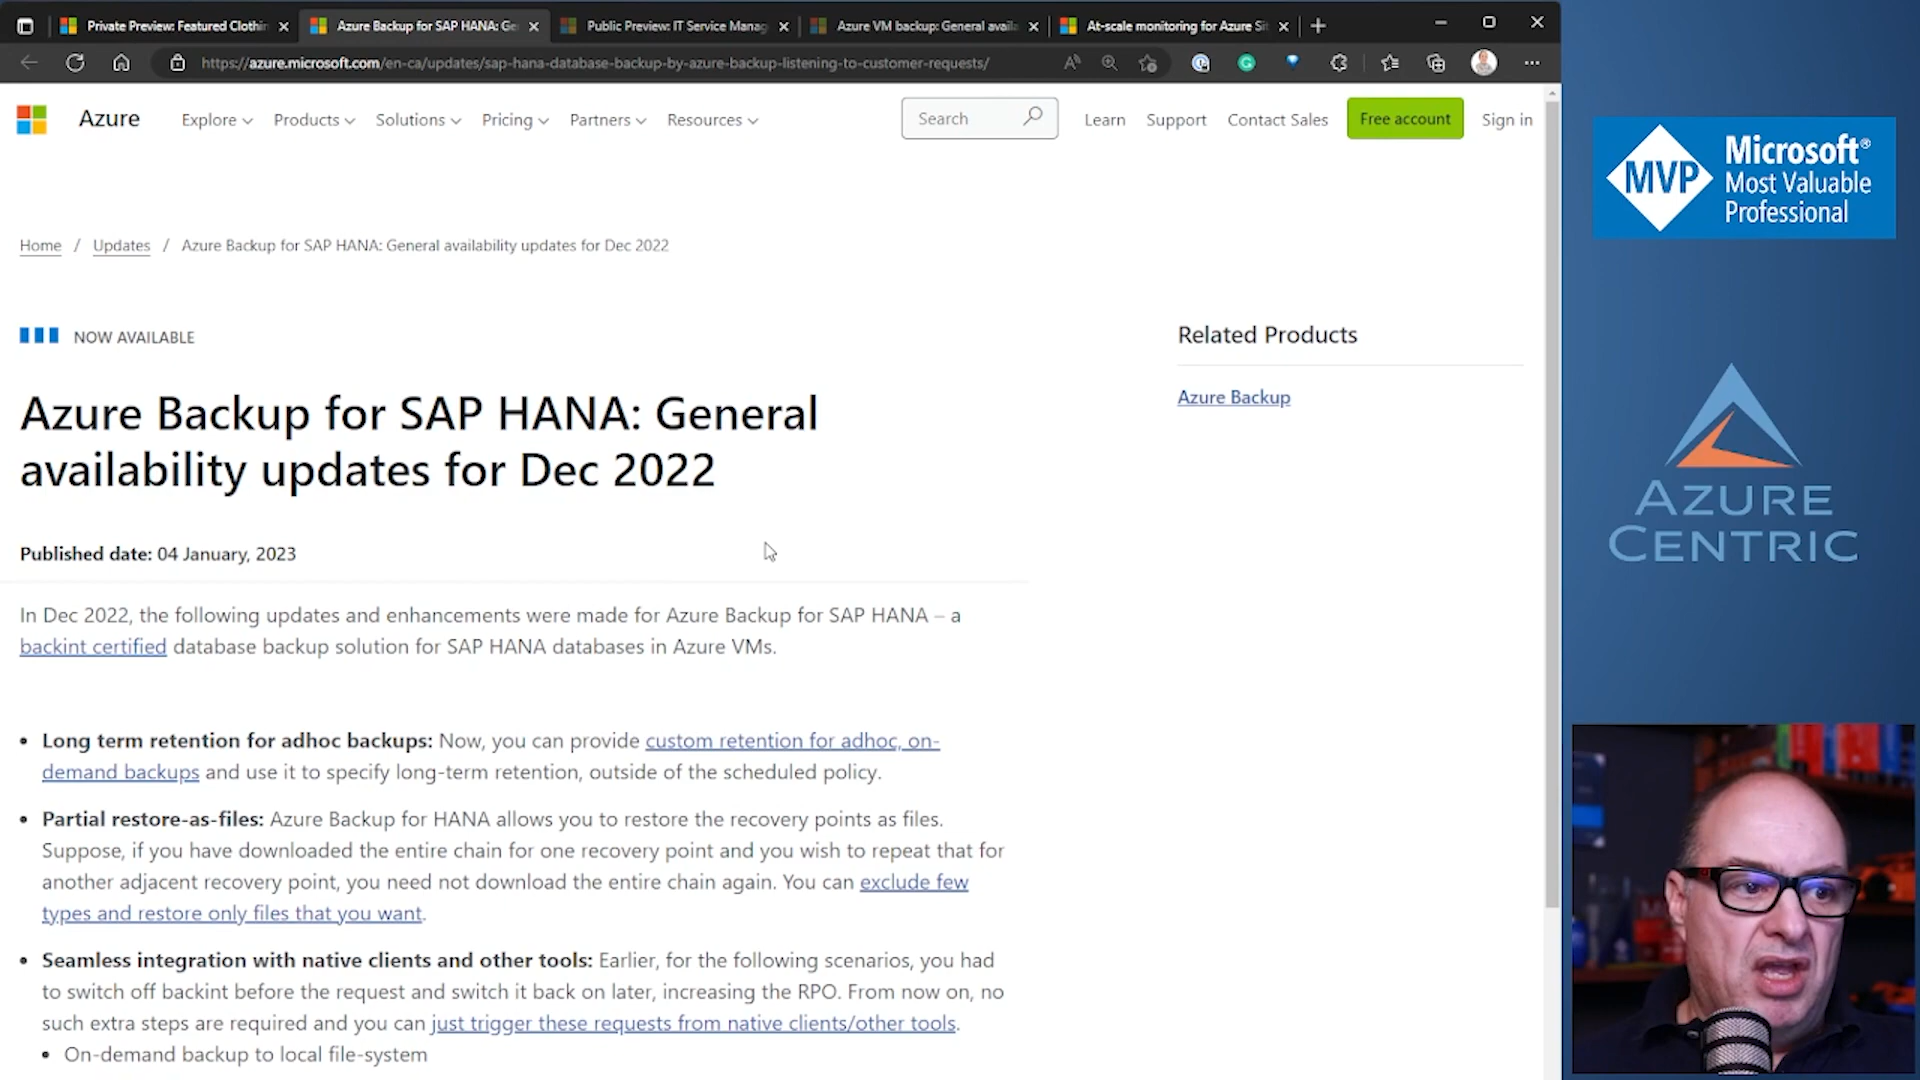 Private Preview: Featured Clothin
Azure Backup for SAP HANA: Ge
Public Preview: IT Service Manag
Azure VM backup: General availa
At-scale monitoring for Azure Sit
https://azure.microsoft.com/en-ca/updates/sap-hana-database-backup-by-azure-backup-listening-to-customer-requests/
Azure
Explore
Products
Solutions
Pricing
Partners
Resources
Search
Learn
Support
Contact Sales
Free account
Sign in
Home / Updates / Azure Backup for SAP HANA: General availability updates for Dec 2022
NOW AVAILABLE
Azure Backup for SAP HANA: General
availability updates for Dec 2022
Published date: 04 January, 2023
In Dec 2022, the following updates and enhancements were made for Azure Backup for SAP HANA – a
backint certified database backup solution for SAP HANA databases in Azure VMs.
• Long term retention for adhoc backups: Now, you can provide custom retention for adhoc, on-
demand backups and use it to specify long-term retention, outside of the scheduled policy.
• Partial restore-as-files: Azure Backup for HANA allows you to restore the recovery points as files.
Suppose, if you have downloaded the entire chain for one recovery point and you wish to repeat that for
another adjacent recovery point, you need not download the entire chain again. You can exclude few
types and restore only files that you want.
• Seamless integration with native clients and other tools: Earlier, for the following scenarios, you had
to switch off backint before the request and switch it back on later, increasing the RPO. From now on, no
such extra steps are required and you can just trigger these requests from native clients/other tools.
• On-demand backup to local file-system
Related Products
Azure Backup
MVP
Microsoft®
Most Valuable
Professional
AZURE
CENTRIC